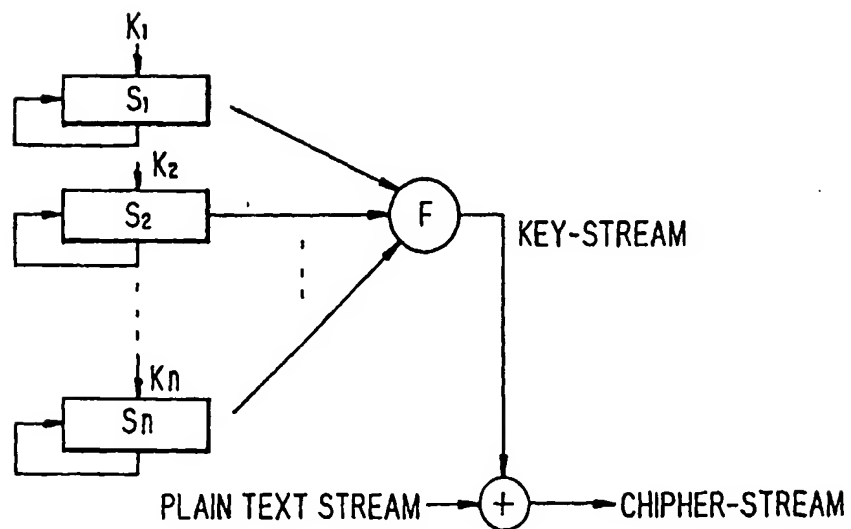 K₁
S₁
K₂
S₂
F
KEY-STREAM
Kn
Sn
PLAIN TEXT STREAM
+
CHIPHER-STREAM